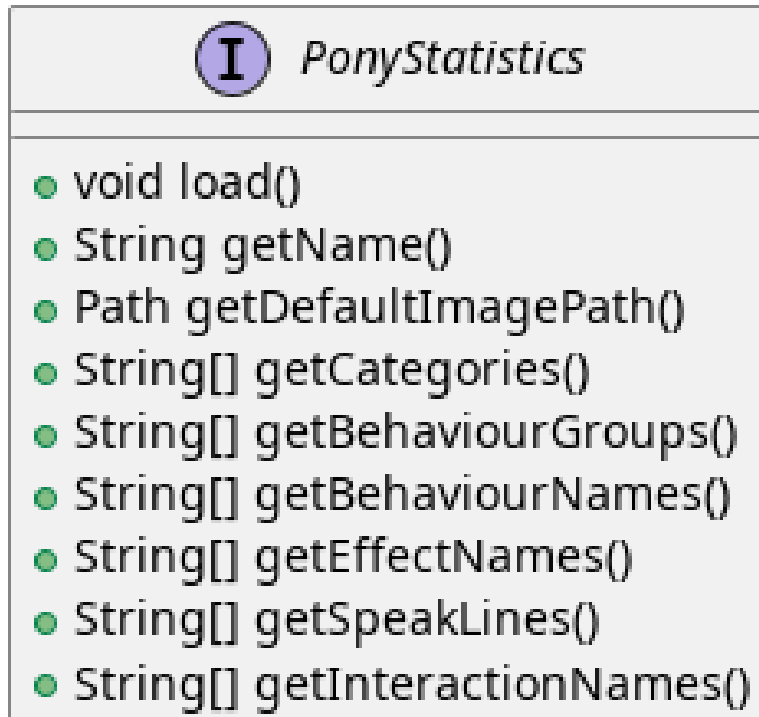 I PonyStatistics
void load()
String getName()
Path getDefaultImagePath()
String[] getCategories()
String[] getBehaviourGroups()
String[] getBehaviourNames()
String[] getEffectNames()
String[] getSpeakLines()
String[] getInteractionNames()